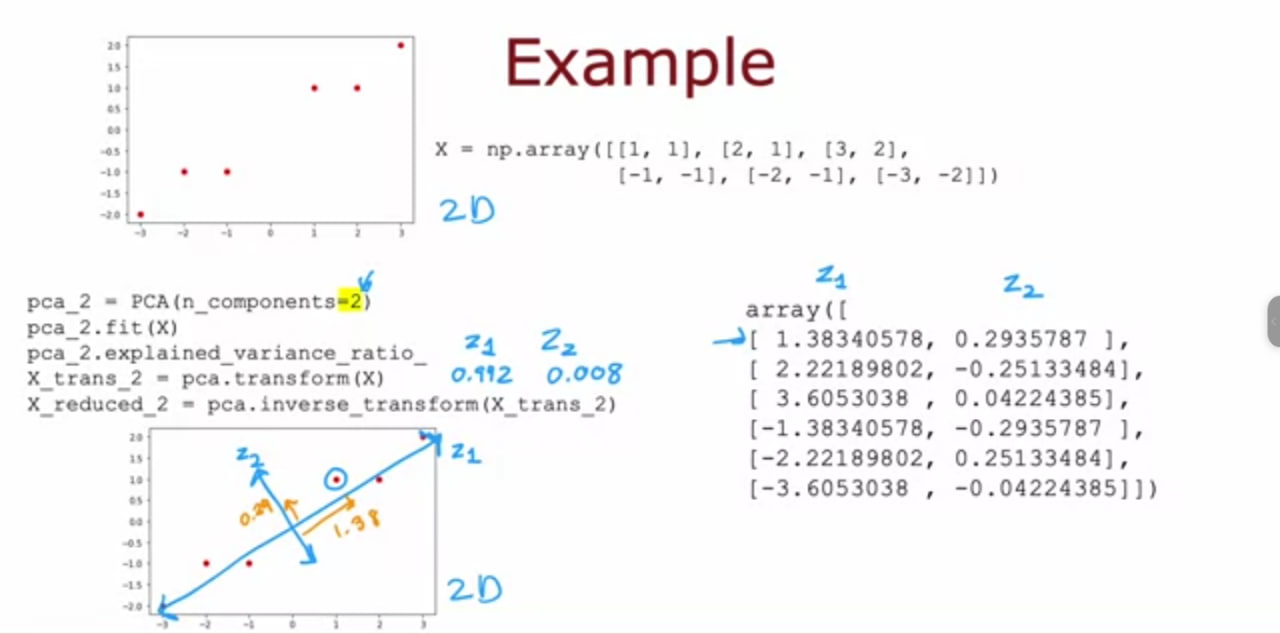 Example
2.0
1.5
1.0
0.5
0.0
-0.5
-1.0
-1.5
-2.0
-3 -2 -1 0 1 2 3
X = np.array([[1, 1], [2, 1], [3, 2],
[-1, -1], [-2, -1], [-3, -2]])
2D
pca_2 = PCA(n_components=2)
pca_2.fit(X)
pca_2.explained_variance_ratio_
X_trans_2 = pca.transform(X)
X_reduced_2 = pca.inverse_transform(X_trans_2)
z1 z2
0.992 0.008
z1 z2
array([
[ 1.38340578, 0.2935787 ],
[ 2.22189802, -0.25133484],
[ 3.6053038 , 0.04224385],
[-1.38340578, -0.2935787 ],
[-2.22189802, 0.25133484],
[-3.6053038 , -0.04224385]])
2.0
1.5
1.0
0.5
0.0
-0.5
-1.0
-1.5
-2.0
-3 -2 -1 0 1 2 3
z2
z1
0.29
1.38
2D